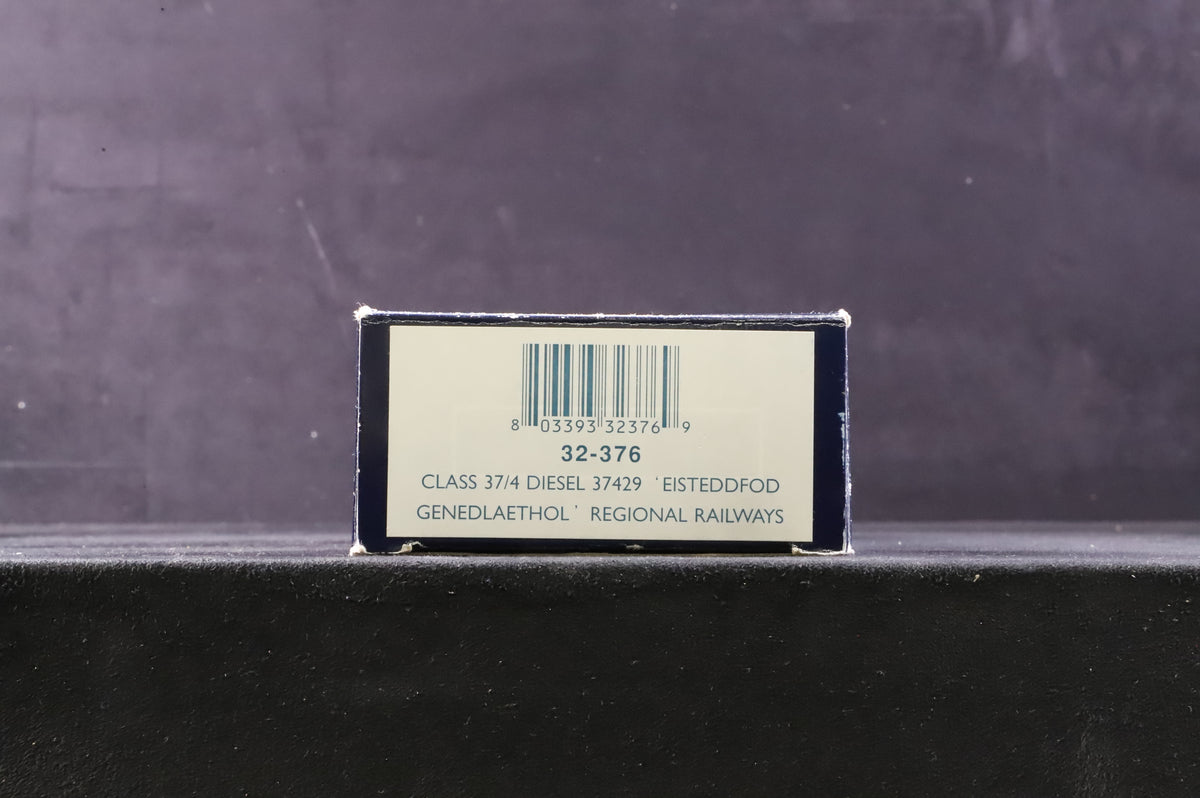 8 03393 32376 9
32-376
CLASS 37/4 DIESEL 37429 'EISTEDDFOD
GENEDLAETHOL' REGIONAL RAILWAYS